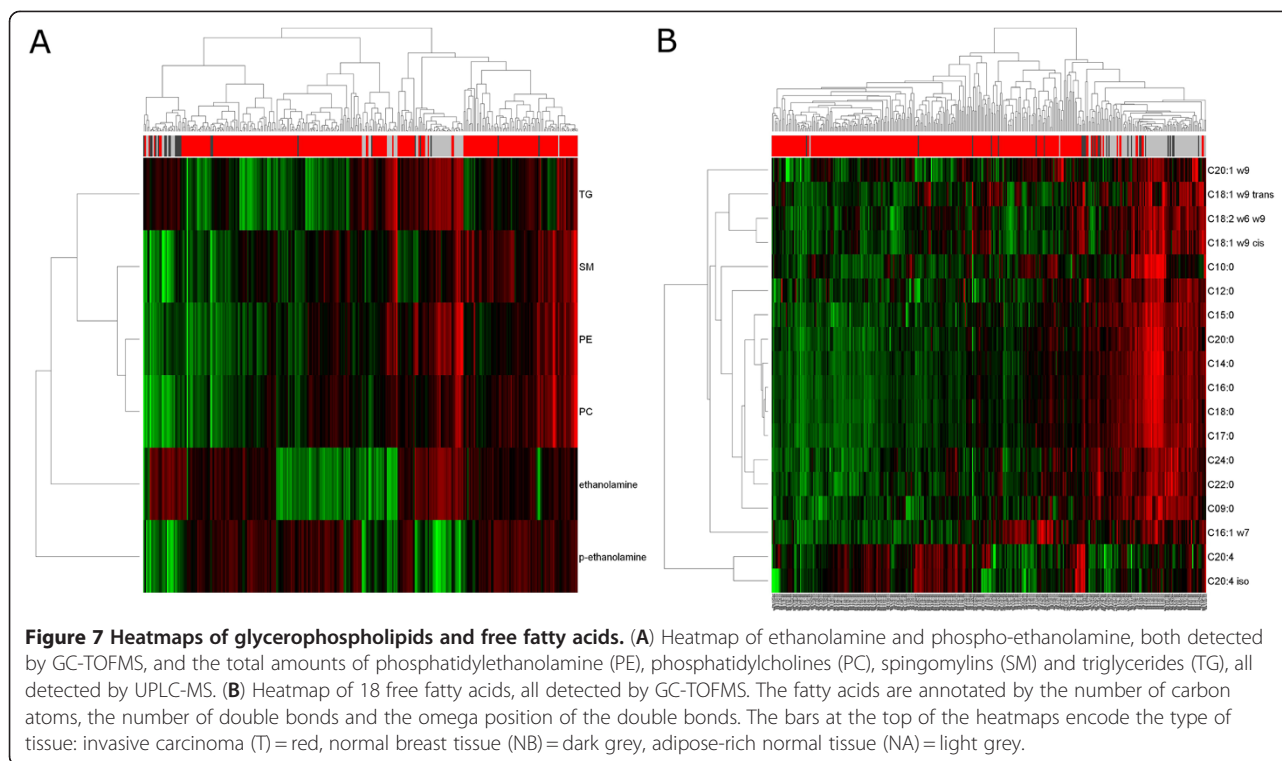 A
B
TG
SM
PE
PC
ethanolamine
p-ethanolamine
C20:1 w9
C18:1 w9 trans
C18:2 w6 w9
C18:1 w9 cis
C10:0
C12:0
C15:0
C20:0
C14:0
C16:0
C18:0
C17:0
C24:0
C22:0
C09:0
C16:1 w7
C20:4
C20:4 iso
Figure 7 Heatmaps of glycerophospholipids and free fatty acids. (A) Heatmap of ethanolamine and phospho-ethanolamine, both detected
by GC-TOFMS, and the total amounts of phosphatidylethanolamine (PE), phosphatidylcholines (PC), spingomylins (SM) and triglycerides (TG), all
detected by UPLC-MS. (B) Heatmap of 18 free fatty acids, all detected by GC-TOFMS. The fatty acids are annotated by the number of carbon
atoms, the number of double bonds and the omega position of the double bonds. The bars at the top of the heatmaps encode the type of
tissue: invasive carcinoma (T) = red, normal breast tissue (NB) = dark grey, adipose-rich normal tissue (NA) = light grey.